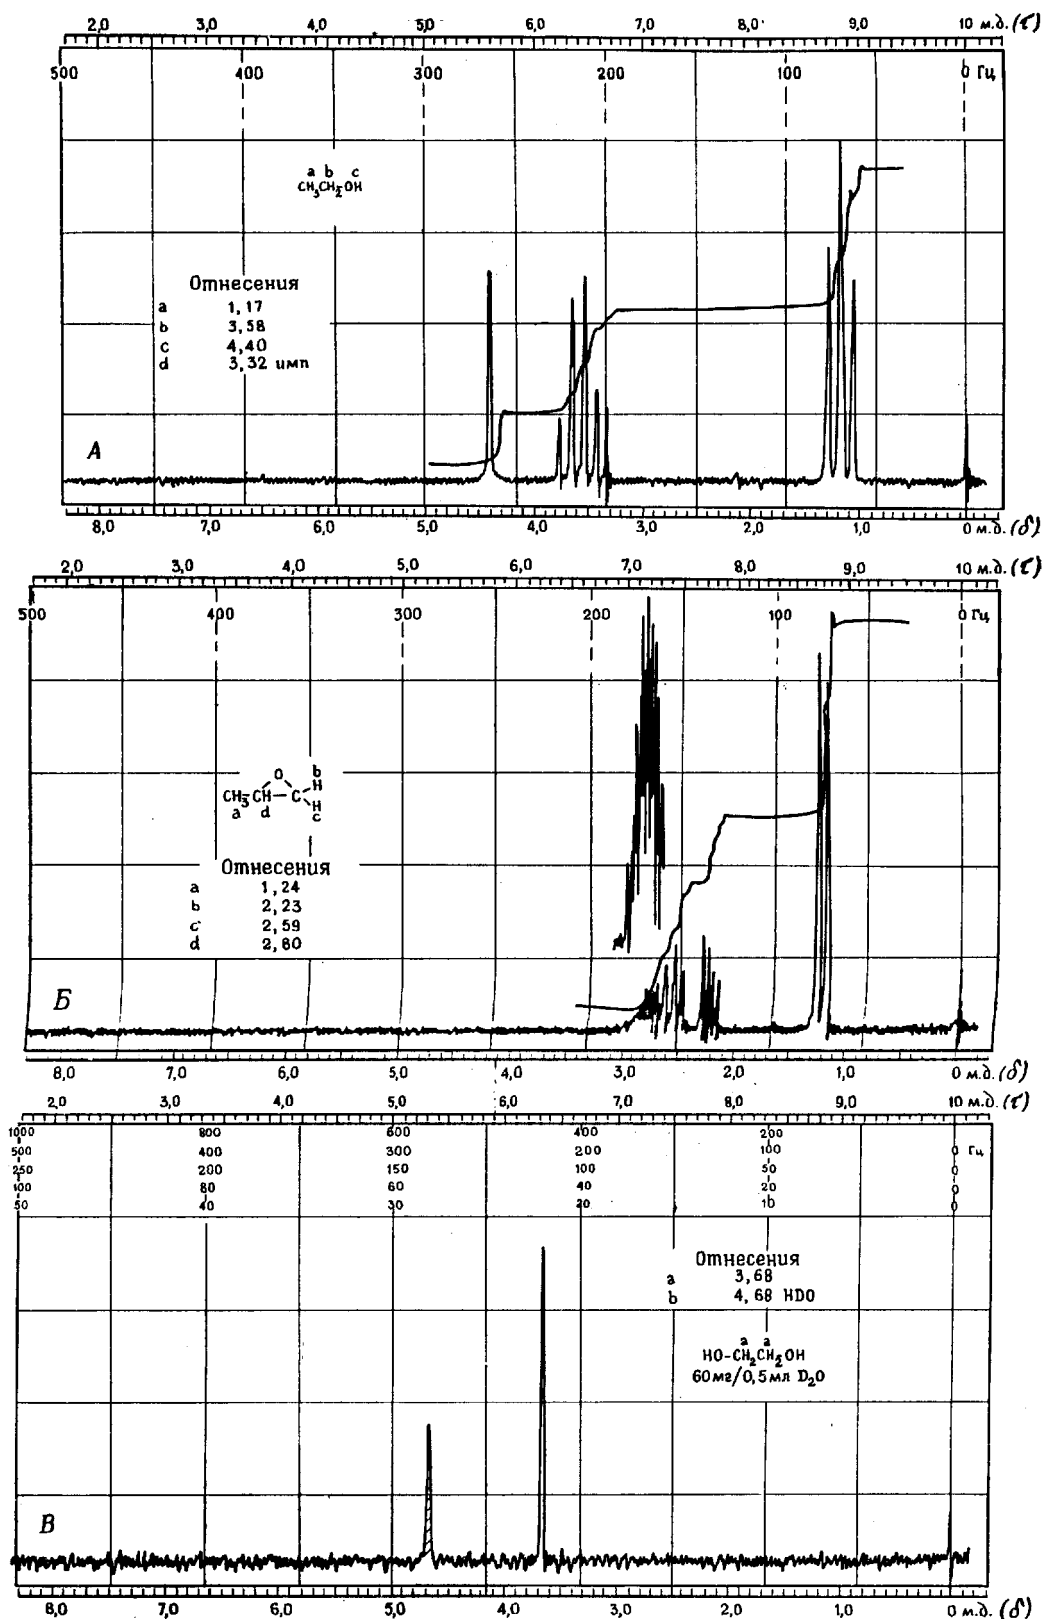 2,0 3,0 4,0 5,0 6,0 7,0 8,0 9,0 10 м.д. (τ)
500 400 300 200 100 0 Гц
a b c
CH₃CH₂OH
Отнесения
a 1,17
b 3,58
c 4,40
d 3,32 имп
А
8,0 7,0 6,0 5,0 4,0 3,0 2,0 1,0 0 м.д. (δ)
2,0 3,0 4,0 5,0 6,0 7,0 8,0 9,0 10 м.д. (τ)
500 400 300 200 100 0 Гц
O b
H
CH₃-CH-C
a d H
c
Отнесения
a 1,24
b 2,23
c 2,59
d 2,80
Б
8,0 7,0 6,0 5,0 4,0 3,0 2,0 1,0 0 м.д. (δ)
2,0 3,0 4,0 5,0 6,0 7,0 8,0 9,0 10 м.д. (τ)
1000 800 600 400 200 0
500 400 300 200 100 0 Гц
250 200 150 100 50 0
100 80 60 40 20 0
50 40 30 20 10 0
Отнесения
a 3,68
b 4,68 HDO
a a
HO-CH₂CH₂OH
60 мг/0,5 мл D₂O
В
8,0 7,0 6,0 5,0 4,0 3,0 2,0 1,0 0 м.д. (δ)